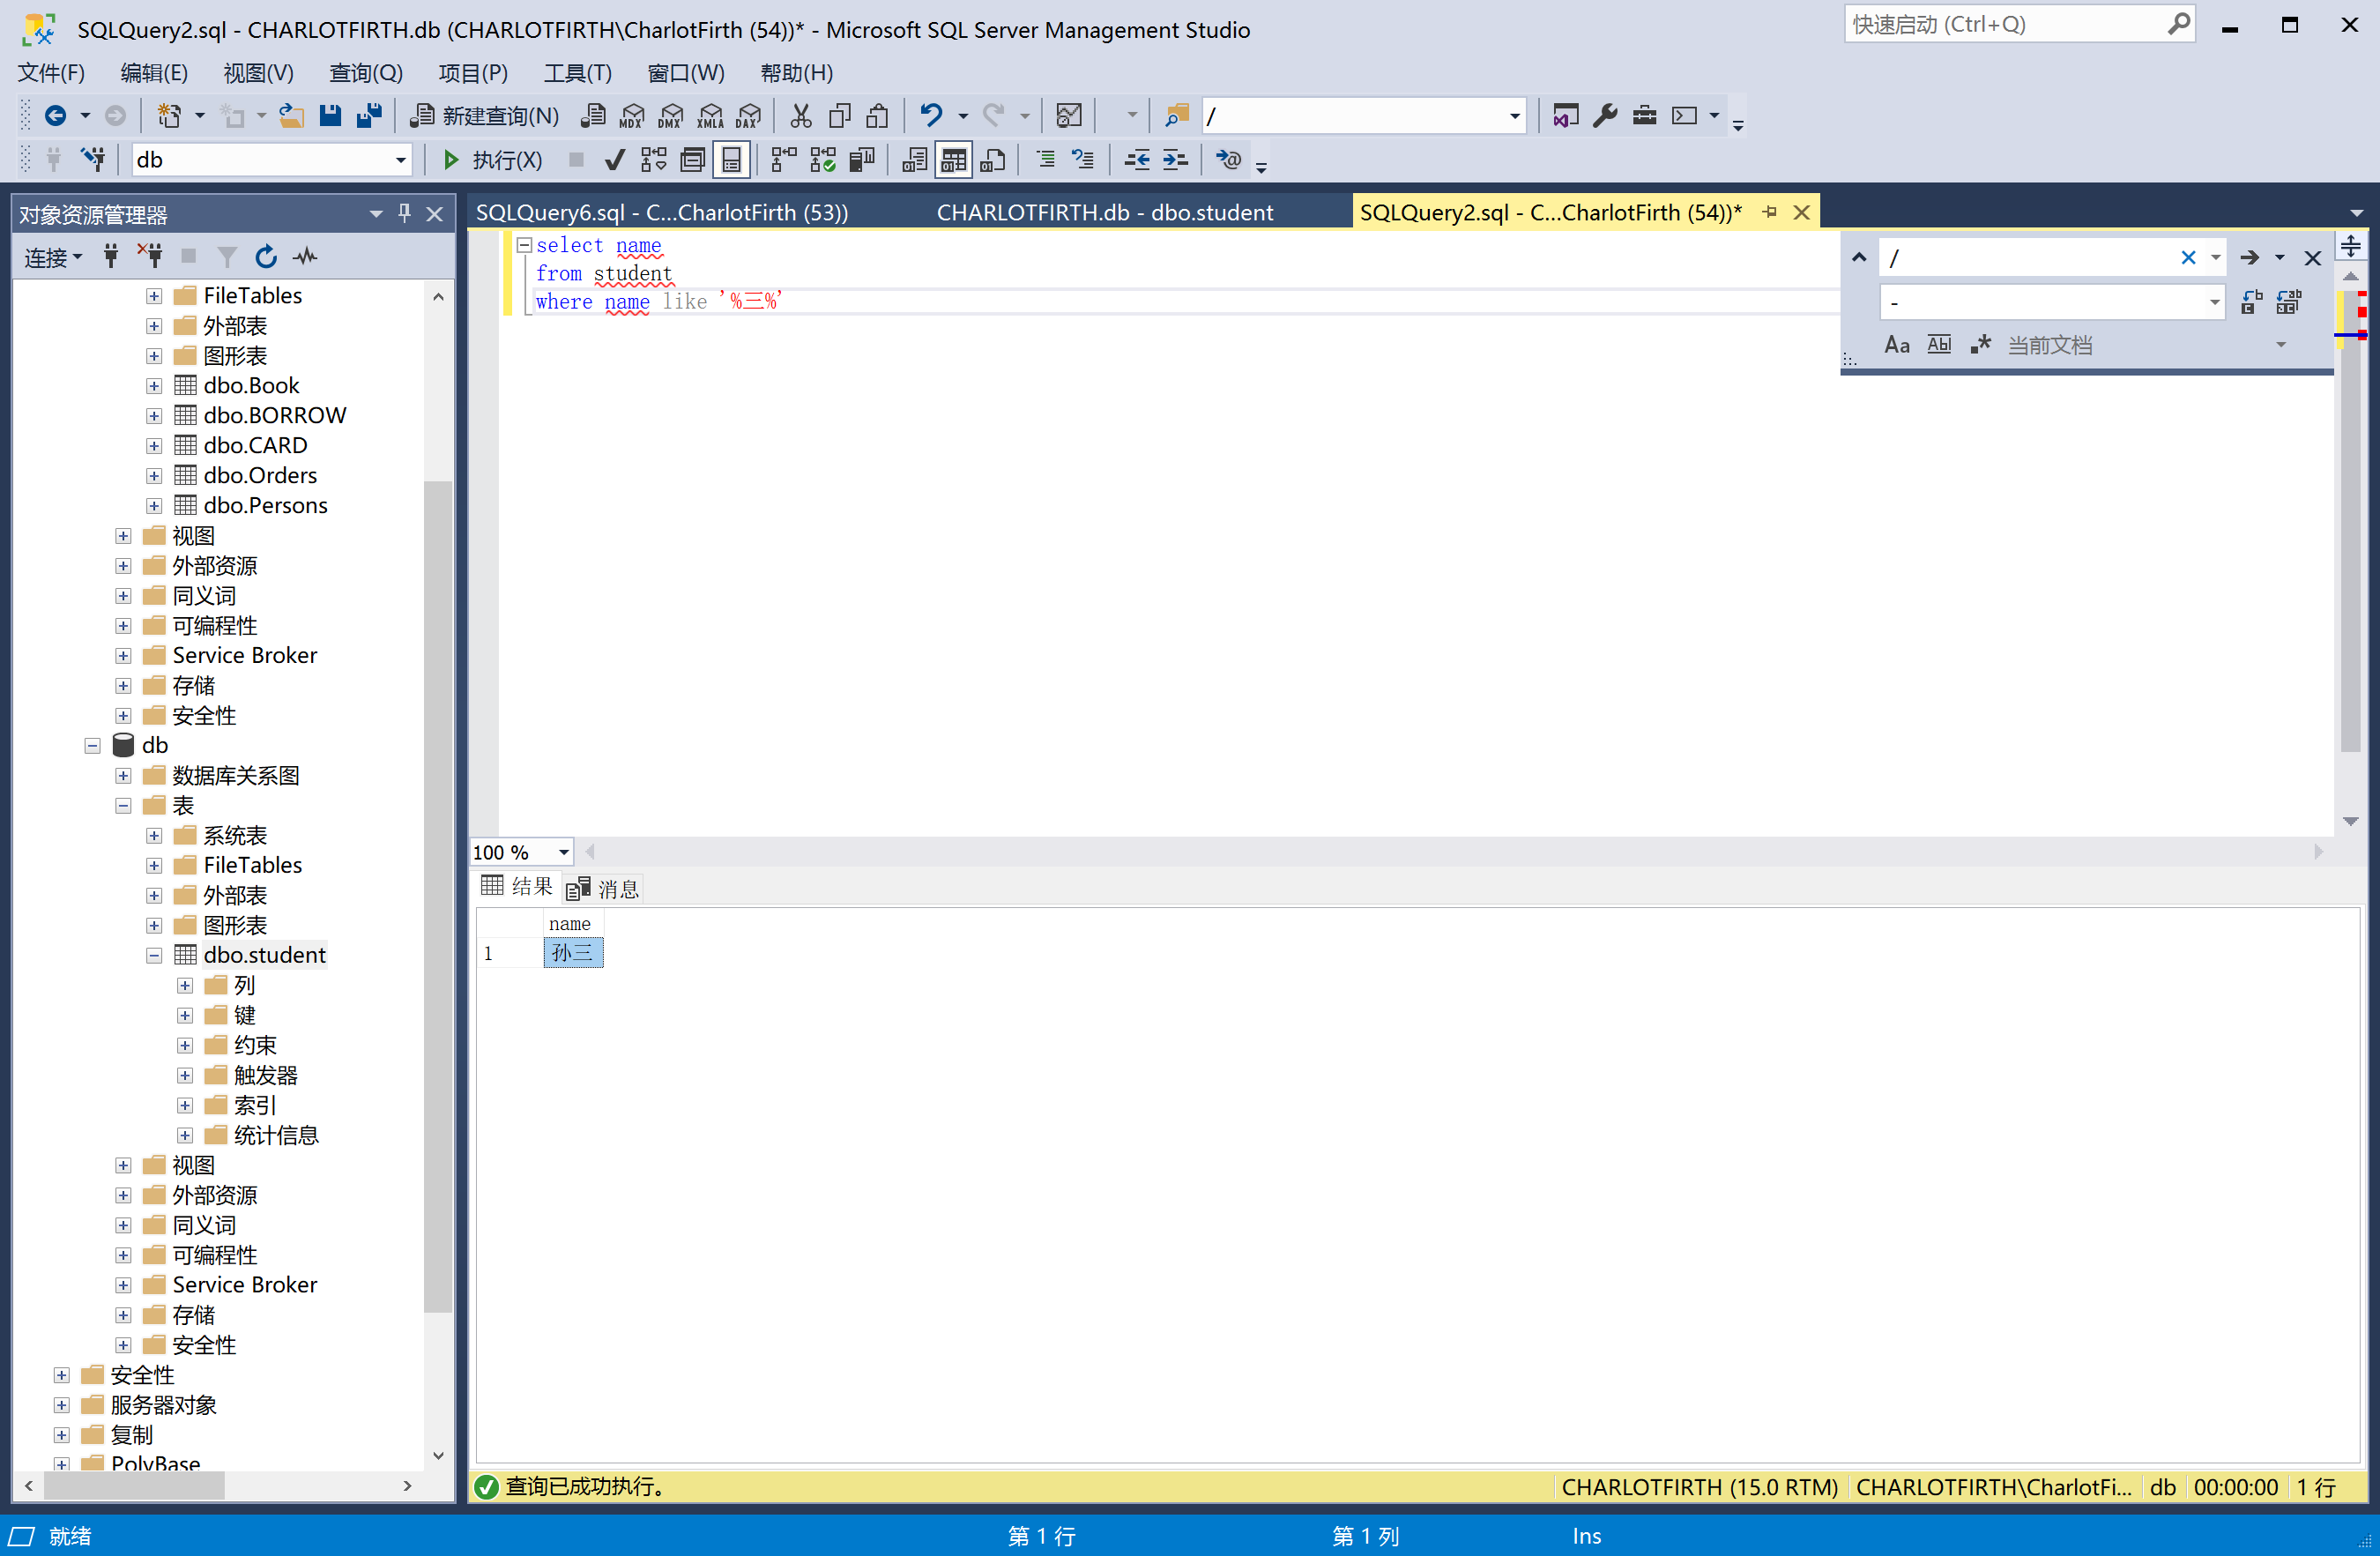 SQLQuery2.sql - CHARLOTFIRTH.db (CHARLOTFIRTH\CharlotFirth (54))* - Microsoft SQL Server Management Studio
快速启动 (Ctrl+Q)
文件(F) 编辑(E) 视图(V) 查询(Q) 项目(P) 工具(T) 窗口(W) 帮助(H)
新建查询(N) MDX DMX XMLA DAX /
db 执行(X)
对象资源管理器
连接
FileTables
外部表
图形表
dbo.Book
dbo.BORROW
dbo.CARD
dbo.Orders
dbo.Persons
视图
外部资源
同义词
可编程性
Service Broker
存储
安全性
db
数据库关系图
表
系统表
FileTables
外部表
图形表
dbo.student
列
键
约束
触发器
索引
统计信息
视图
外部资源
同义词
可编程性
Service Broker
存储
安全性
安全性
服务器对象
复制
PolyBase
SQLQuery6.sql - C...CharlotFirth (53))
CHARLOTFIRTH.db - dbo.student
SQLQuery2.sql - C...CharlotFirth (54))*
select name
from student
where name like '%三%'
/
-
Aa Abl .* 当前文档
100 %
结果 消息
name
1 孙三
查询已成功执行。
CHARLOTFIRTH (15.0 RTM) CHARLOTFIRTH\CharlotFi... db 00:00:00 1 行
就绪 第 1 行 第 1 列 Ins